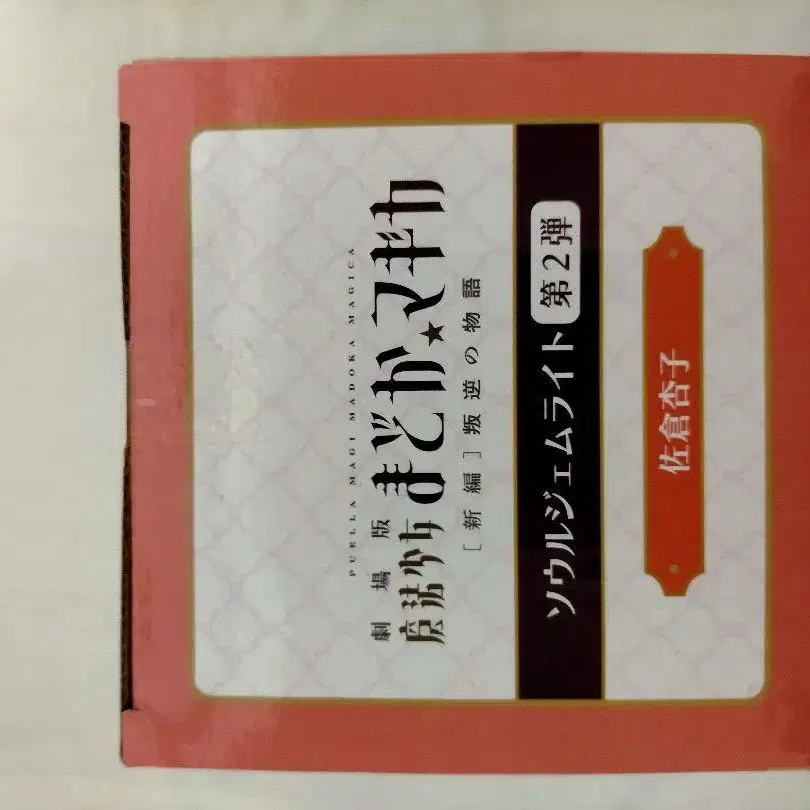 PUELLA MAGI MADOKA MAGICA
劇場版
魔法少女まどか★マギカ
[新編]叛逆の物語
ソウルジェムライト 第2弾
佐倉杏子